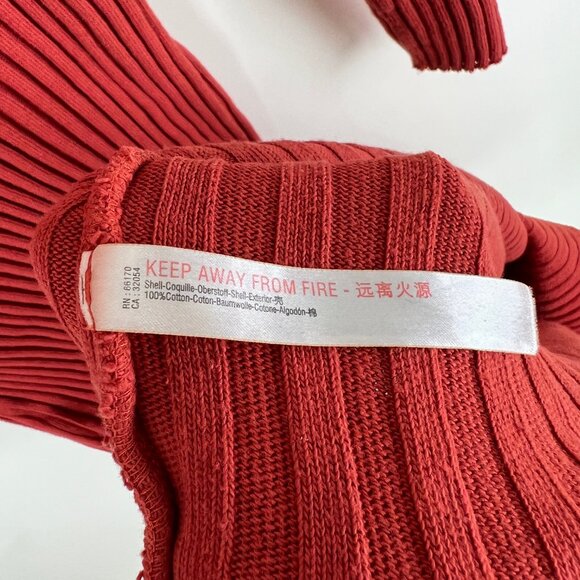 RN : 66170
CA : 32054
KEEP AWAY FROM FIRE - 远离火源
Shell-Coquille-Oberstoff-Shell-Exterior-壳
100%Cotton-Coton-Baumwolle-Cotone-Algodón-棉